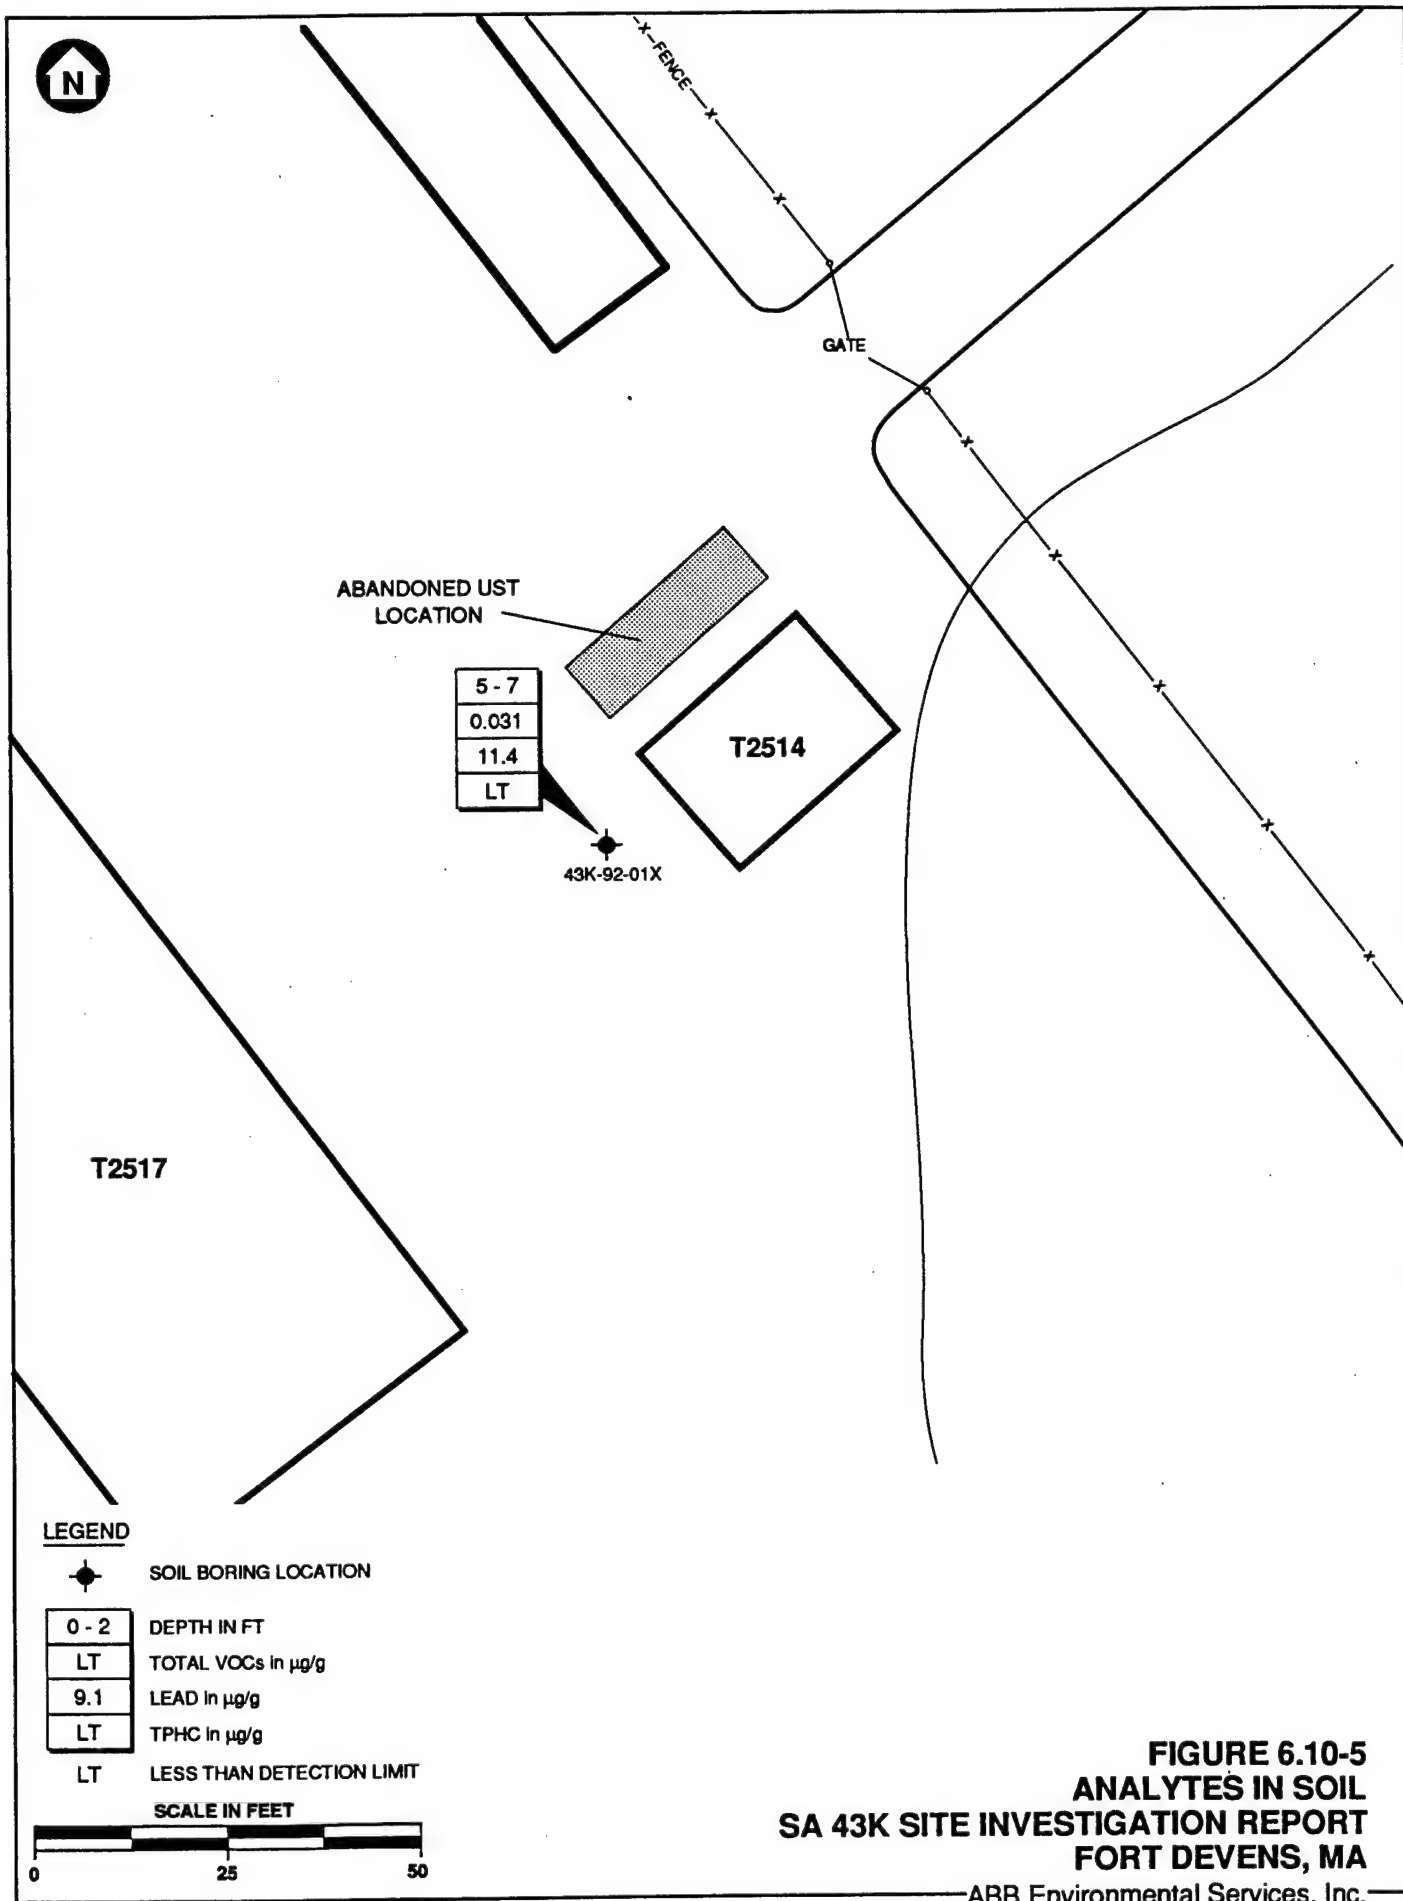 N
X
FENCE
X
X
GATE
X
X
X
X
X
ABANDONED UST
LOCATION
5 - 7
0.031
11.4
LT
T2514
43K-92-01X
T2517
LEGEND
SOIL BORING LOCATION
0 - 2 DEPTH IN FT
LT TOTAL VOCs in µg/g
9.1 LEAD in µg/g
LT TPHC in µg/g
LT LESS THAN DETECTION LIMIT
SCALE IN FEET
0 25 50
FIGURE 6.10-5
ANALYTES IN SOIL
SA 43K SITE INVESTIGATION REPORT
FORT DEVENS, MA
ABB Environmental Services, Inc.